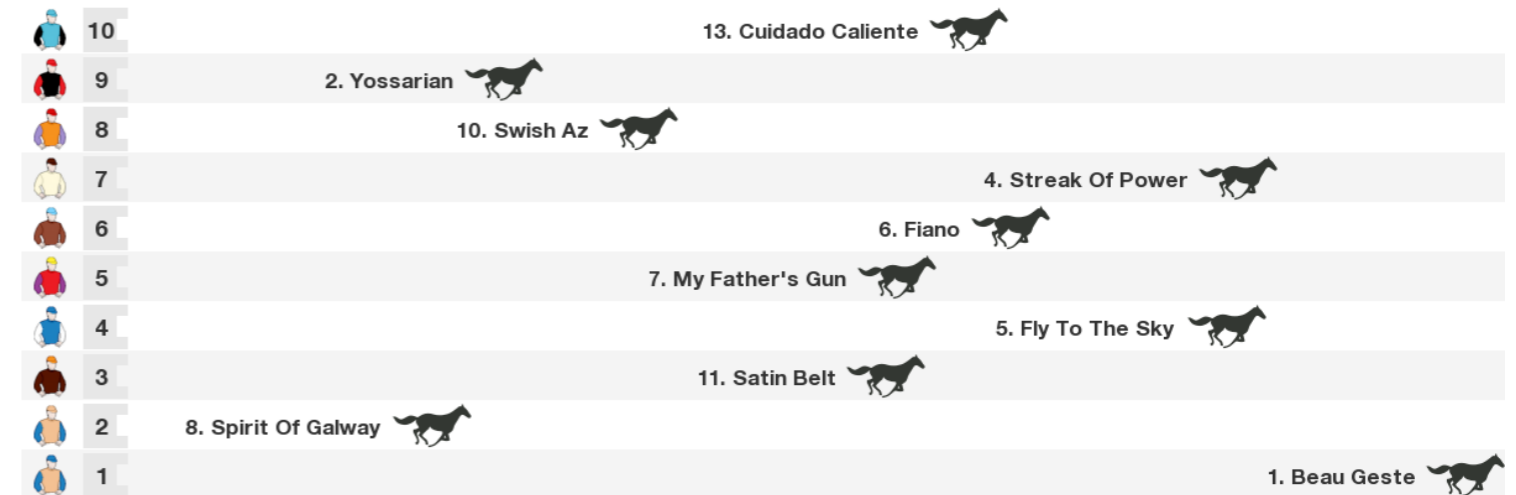 10 13. Cuidado Caliente
9 2. Yossarian
8 10. Swish Az
7 4. Streak Of Power
6 6. Fiano
5 7. My Father's Gun
4 5. Fly To The Sky
3 11. Satin Belt
2 8. Spirit Of Galway
1 1. Beau Geste